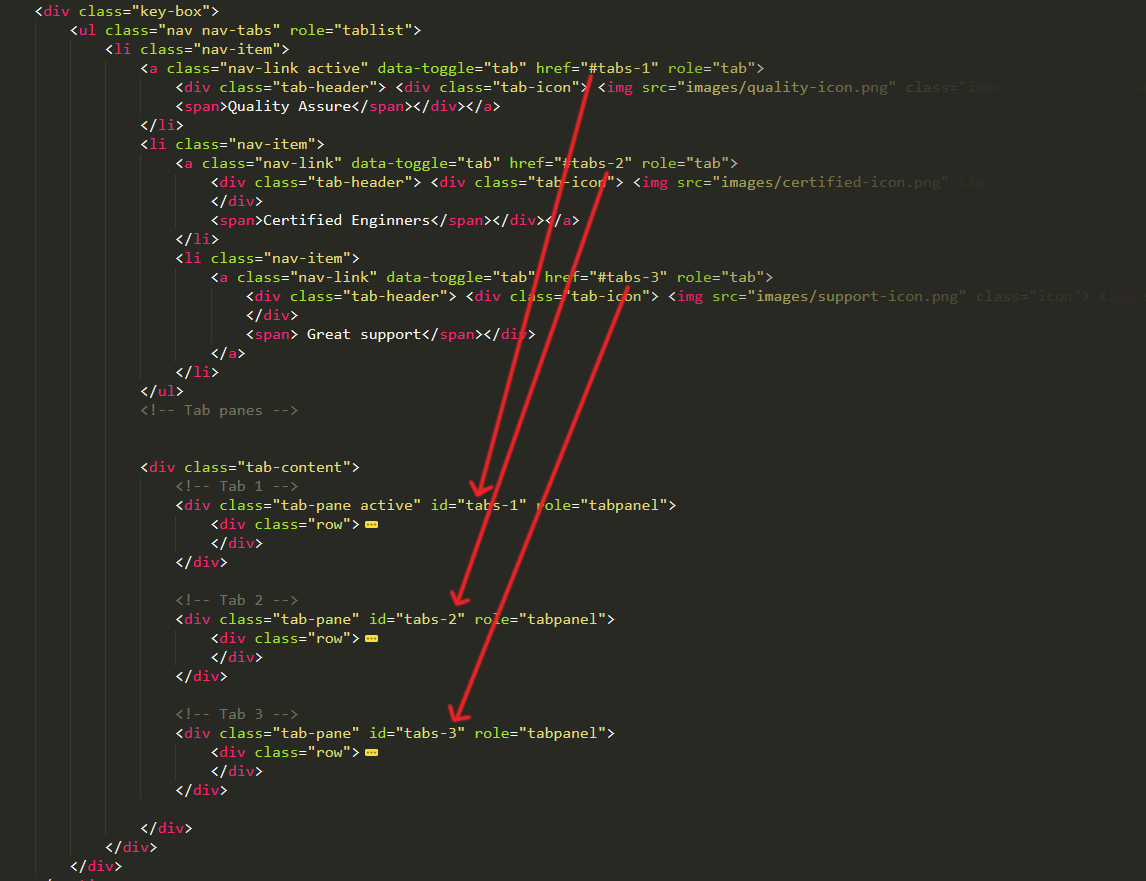 <div class="key-box">
<ul class="nav nav-tabs" role="tablist">
<li class="nav-item">
<a class="nav-link active" data-toggle="tab" href="#tabs-1" role="tab">
<div class="tab-header"> <div class="tab-icon"> <img src="images/quality-icon.png" class="icon"
<span>Quality Assure</span></div></a>
</li>
<li class="nav-item">
<a class="nav-link" data-toggle="tab" href="#tabs-2" role="tab">
<div class="tab-header"> <div class="tab-icon"> <img src="images/certified-icon.png"
</div>
<span>Certified Enginners</span></div></a>
</li>
<li class="nav-item">
<a class="nav-link" data-toggle="tab" href="#tabs-3" role="tab">
<div class="tab-header"> <div class="tab-icon"> <img src="images/support-icon.png" class="icon"> <img
</div>
<span> Great support</span></div>
</a>
</li>
</ul>
<!-- Tab panes -->
<div class="tab-content">
<!-- Tab 1 -->
<div class="tab-pane active" id="tabs-1" role="tabpanel">
<div class="row">
</div>
</div>
<!-- Tab 2 -->
<div class="tab-pane" id="tabs-2" role="tabpanel">
<div class="row">
</div>
</div>
<!-- Tab 3 -->
<div class="tab-pane" id="tabs-3" role="tabpanel">
<div class="row">
</div>
</div>
</div>
</div>
</div>